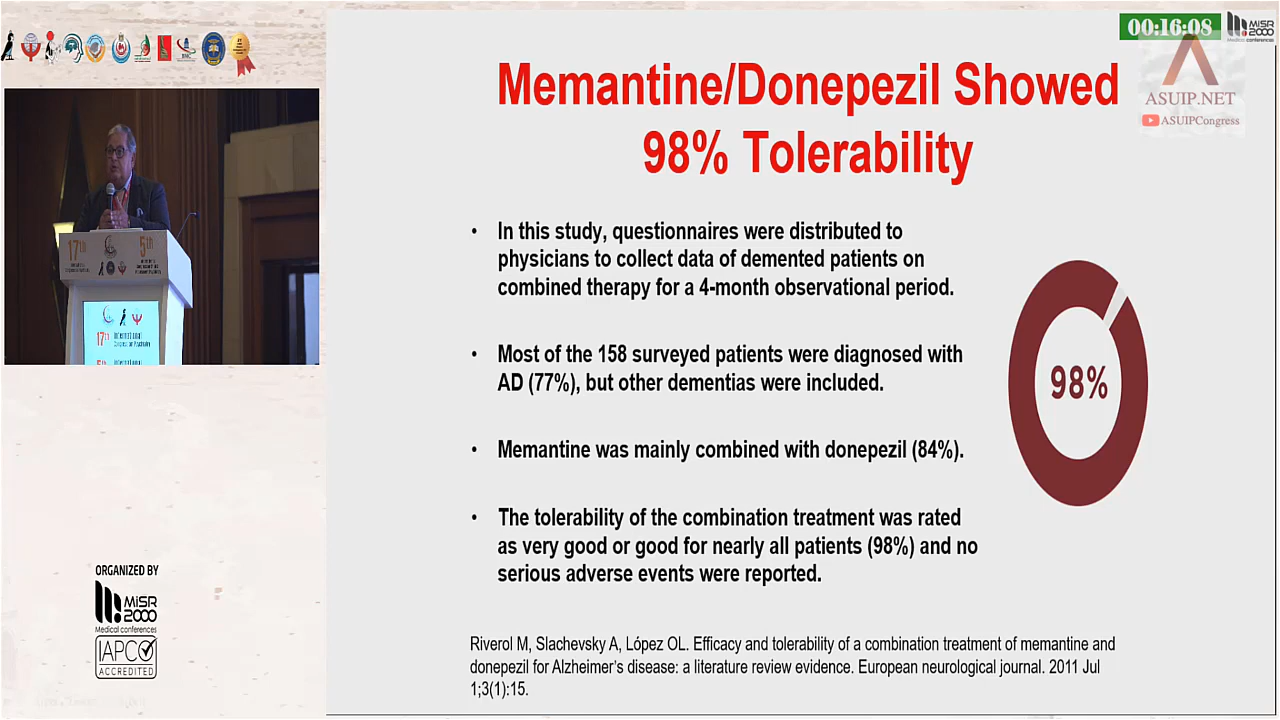 00:16:08
MiSR
2000
Medical conferences
ASUIP.NET
ASUIPCongress
Memantine/Donepezil Showed
98% Tolerability
• In this study, questionnaires were distributed to
physicians to collect data of demented patients on
combined therapy for a 4-month observational period.
• Most of the 158 surveyed patients were diagnosed with
AD (77%), but other dementias were included.
• Memantine was mainly combined with donepezil (84%).
• The tolerability of the combination treatment was rated
as very good or good for nearly all patients (98%) and no
serious adverse events were reported.
98%
Riverol M, Slachevsky A, López OL. Efficacy and tolerability of a combination treatment of memantine and
donepezil for Alzheimer's disease: a literature review evidence. European neurological journal. 2011 Jul
1;3(1):15.
17th
5th
17th International
ORGANIZED BY
MiSR
2000
Medical conferences
IAPCO
ACCREDITED